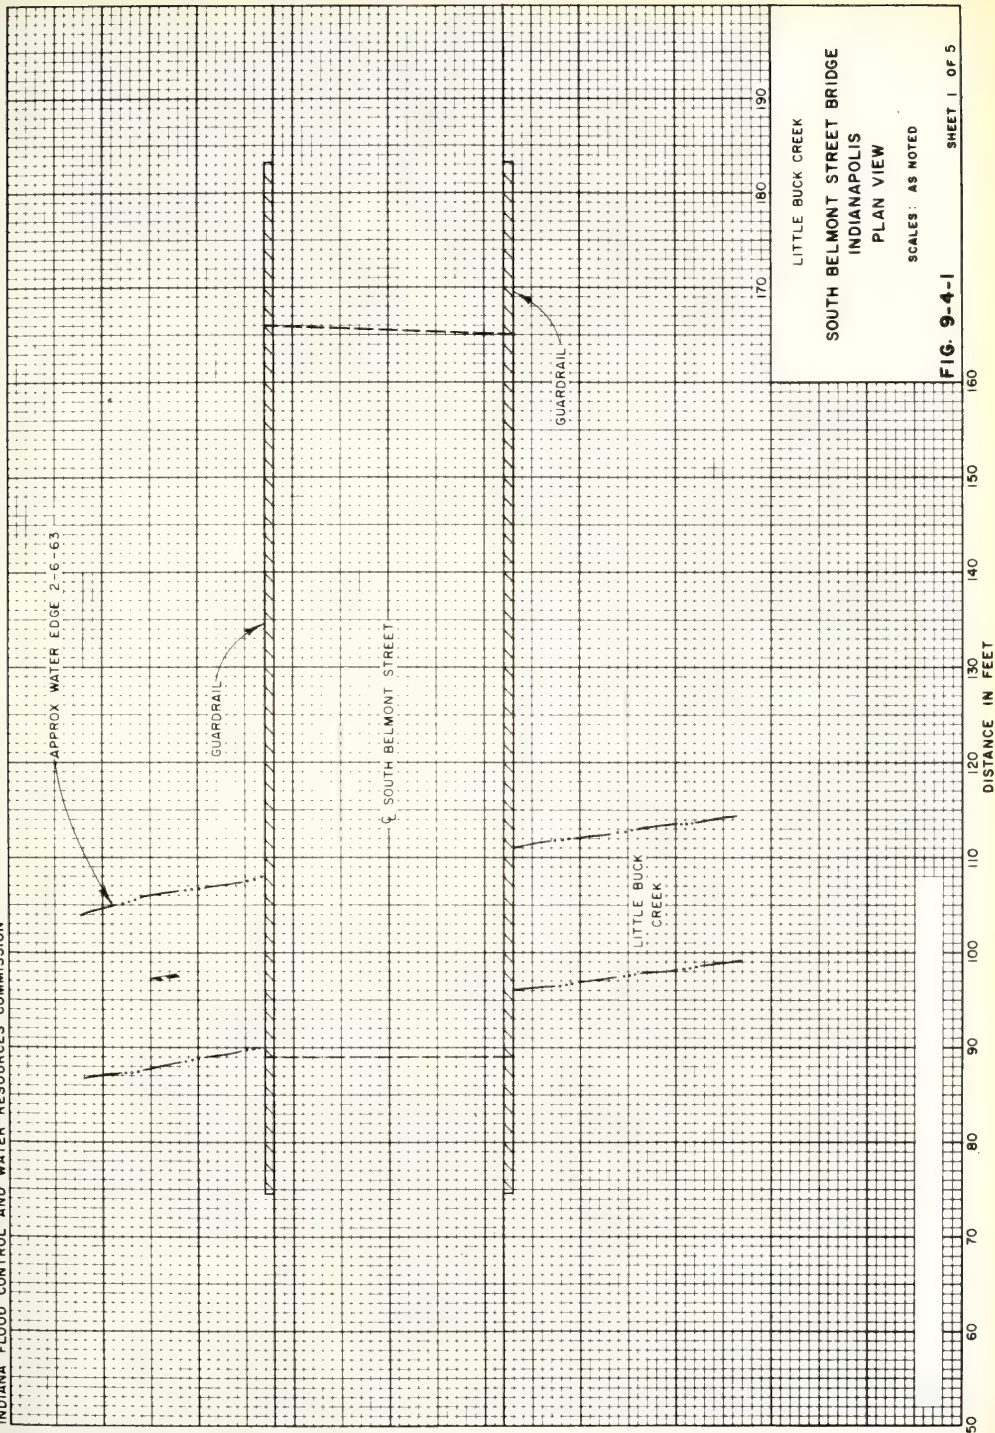 INDIANA FLOOD CONTROL AND WATER RESOURCES COMMISSION
APPROX WATER EDGE 2-6-63
GUARDRAIL
℄ SOUTH BELMONT STREET
GUARDRAIL
LITTLE BUCK
CREEK
50 60 70 80 90 100 110 120 130 140 150 160 170 180 190
DISTANCE IN FEET
LITTLE BUCK CREEK
SOUTH BELMONT STREET BRIDGE
INDIANAPOLIS
PLAN VIEW
SCALES: AS NOTED
FIG. 9-4-1
SHEET 1 OF 5